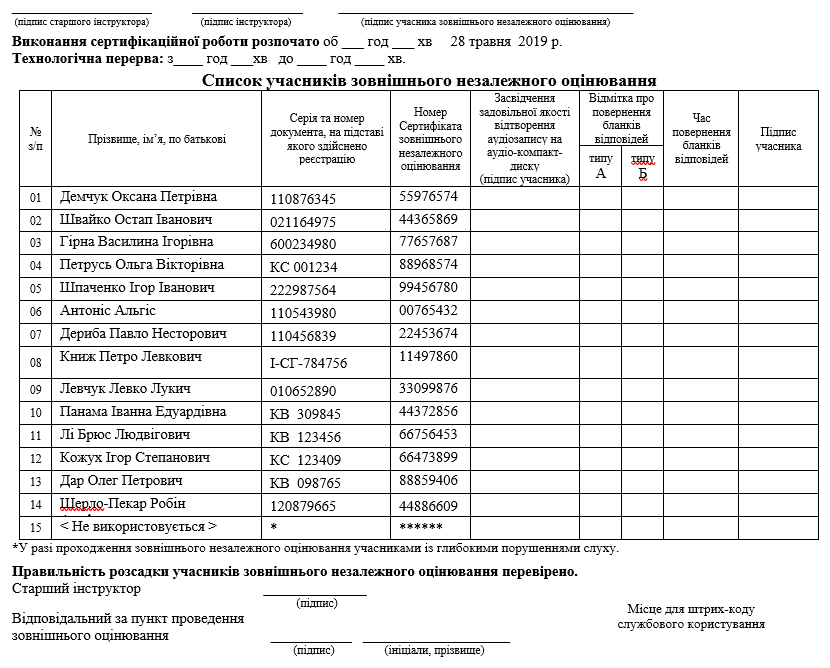 (підпис старшого інструктора) (підпис інструктора) (підпис учасника зовнішнього незалежного оцінювання)
Виконання сертифікаційної роботи розпочато об ___ год ___ хв 28 травня 2019 р.
Технологічна перерва: з____ год ___хв до ____ год ____ хв.
Список учасників зовнішнього незалежного оцінювання
№ з/п
Прізвище, ім’я, по батькові
Серія та номер документа, на підставі якого здійснено реєстрацію
Номер Сертифіката зовнішнього незалежного оцінювання
Засвідчення задовільної якості відтворення аудіозапису на аудіо-компакт-диску (підпис учасника)
Відмітка про повернення бланків відповідей
типу А
типу Б
Час повернення бланків відповідей
Підпис учасника
01 Демчук Оксана Петрівна 110876345 55976574
02 Швайко Остап Іванович 021164975 44365869
03 Гірна Василина Ігорівна 600234980 77657687
04 Петрусь Ольга Вікторівна КС 001234 88968574
05 Шпаченко Ігор Іванович 222987564 99456780
06 Антоніс Альгіс 110543980 00765432
07 Дериба Павло Несторович 110456839 22453674
08 Книж Петро Левкович І-СГ-784756 11497860
09 Левчук Левко Лукич 010652890 33099876
10 Панама Іванна Едуардівна КВ 309845 44372856
11 Лі Брюс Людвігович КВ 123456 66756453
12 Кожух Ігор Степанович КС 123409 66473899
13 Дар Олег Петрович КВ 098765 88859406
14 Шерло-Пекар Робін 120879665 44886609
15 < Не використовується > * ******
*У разі проходження зовнішнього незалежного оцінювання учасниками із глибокими порушеннями слуху.
Правильність розсадки учасників зовнішнього незалежного оцінювання перевірено.
Старший інструктор
(підпис)
Відповідальний за пункт проведення
зовнішнього оцінювання
(підпис) (ініціали, прізвище)
Місце для штрих-коду
службового користування